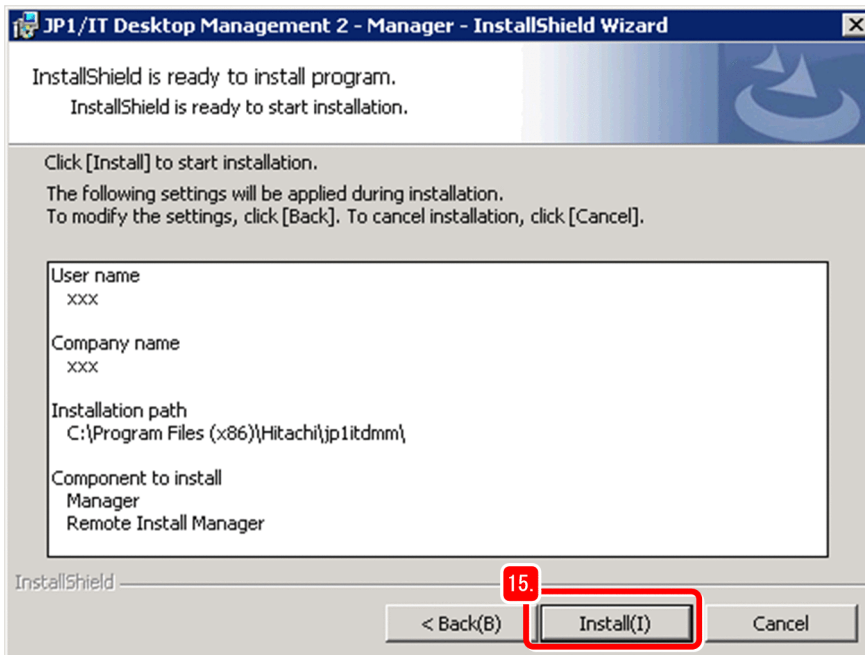 JP1/IT Desktop Management 2 - Manager - InstallShield Wizard
InstallShield is ready to install program.
InstallShield is ready to start installation.
Click [Install] to start installation.
The following settings will be applied during installation.
To modify the settings, click [Back]. To cancel installation, click [Cancel].
User name
xxx
Company name
xxx
Installation path
C:\Program Files (x86)\Hitachi\jp1itdmm\
Component to install
Manager
Remote Install Manager
InstallShield
15.
< Back(B)
Install(I)
Cancel